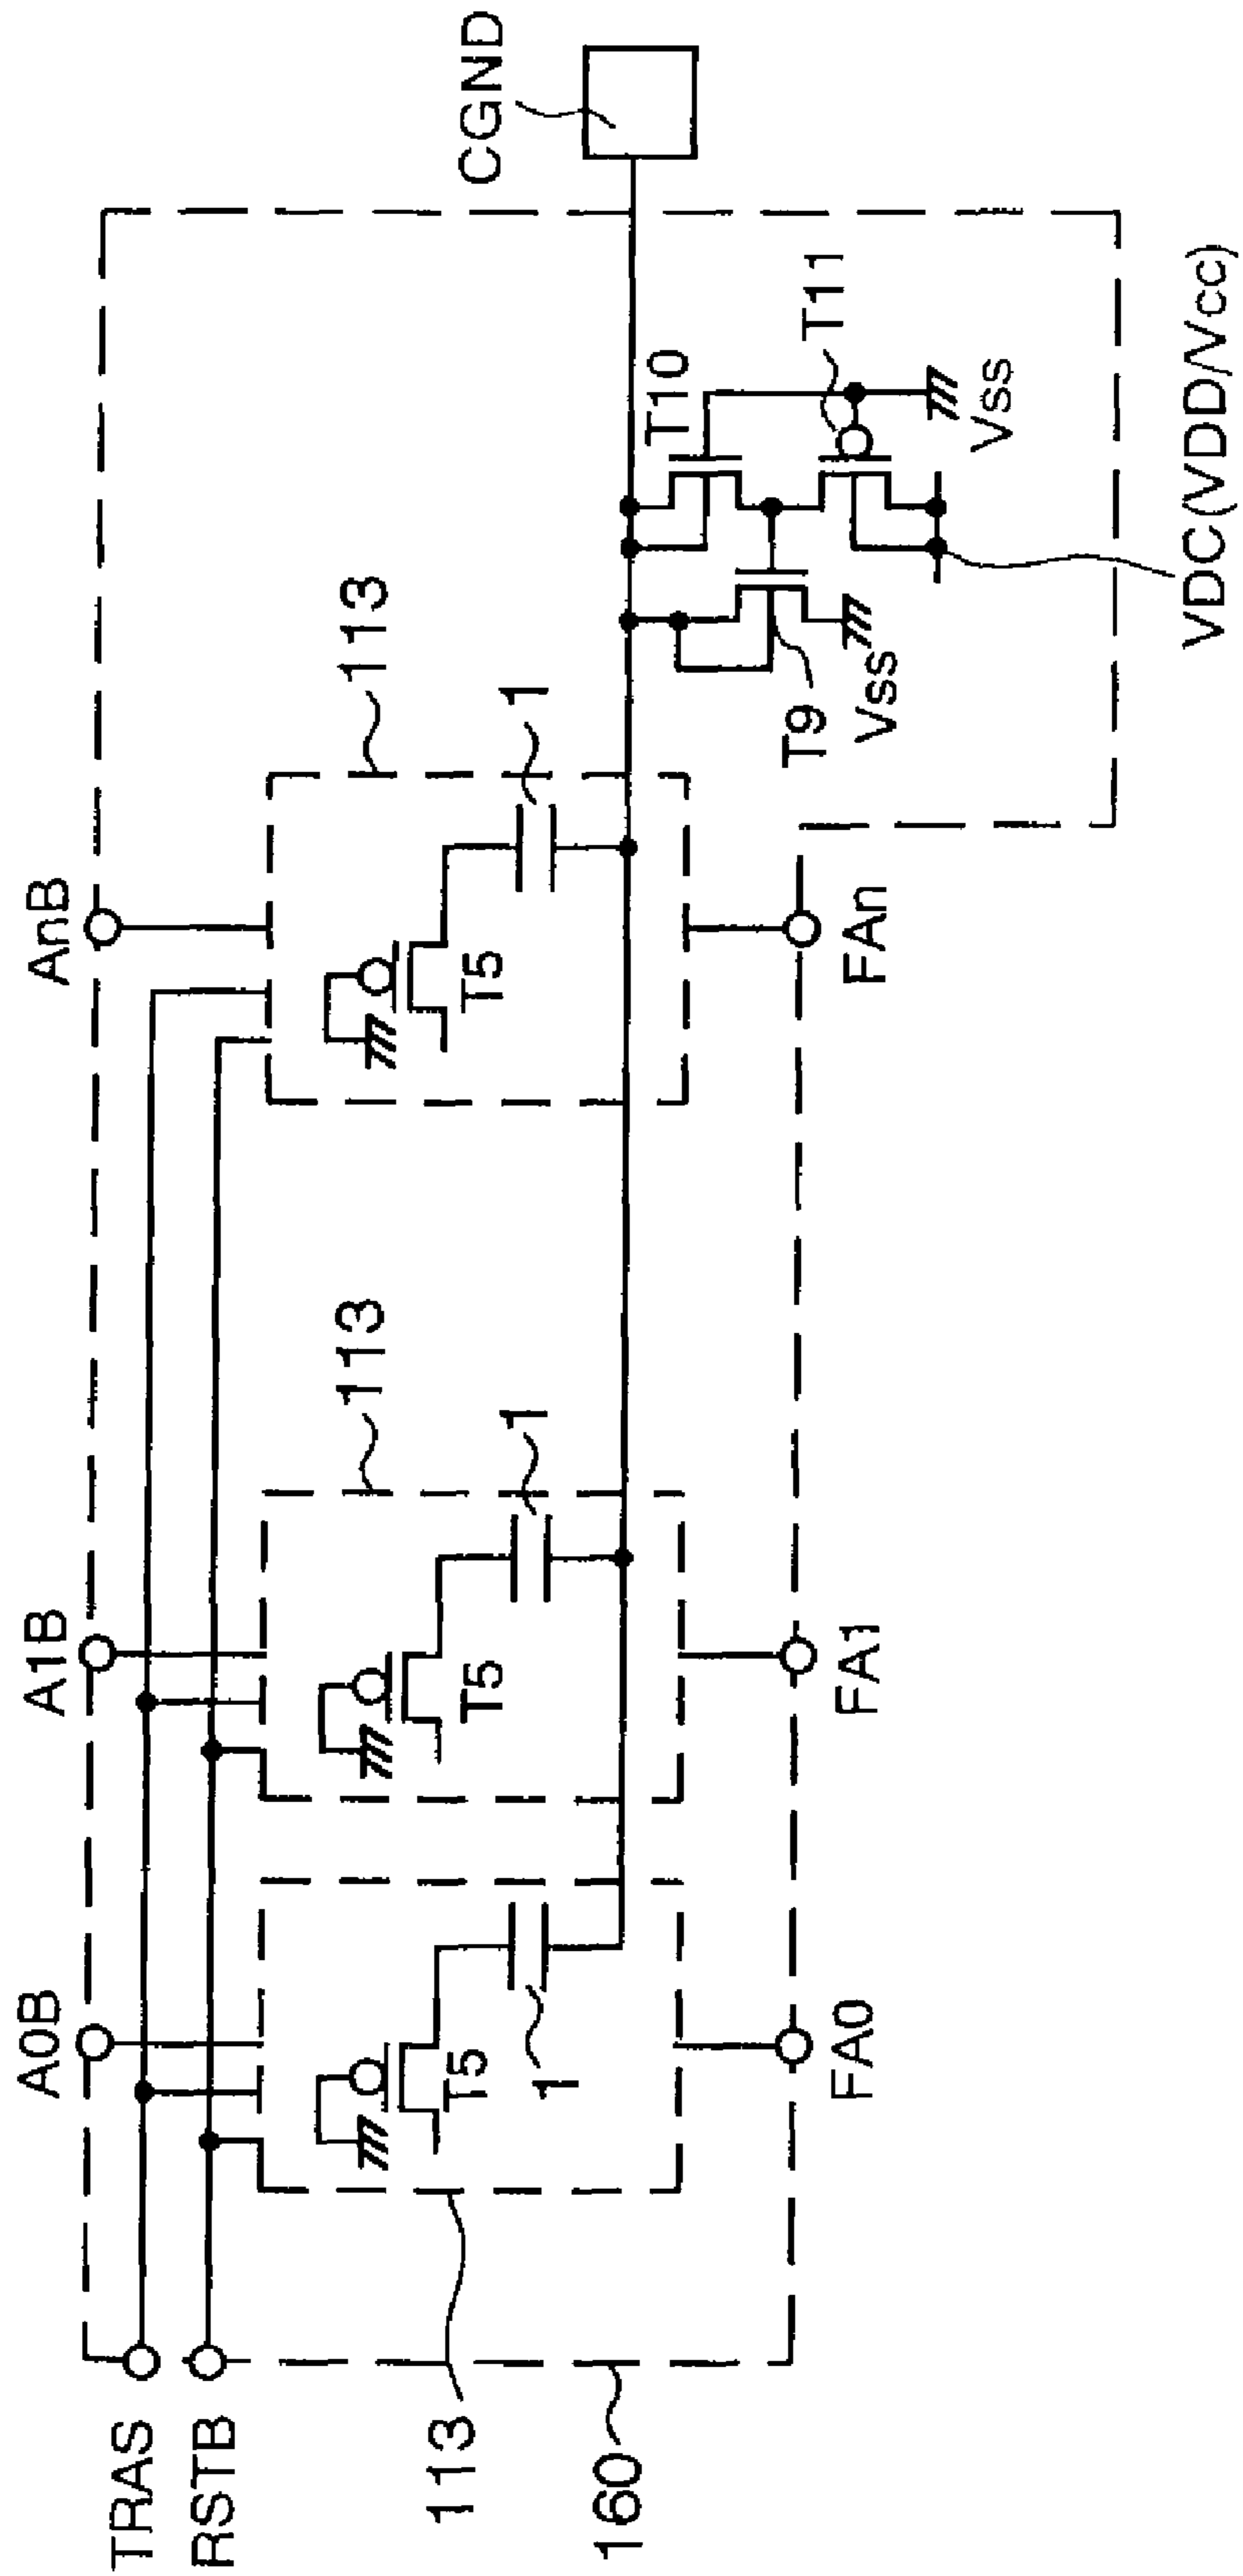 A0B
A1B
AnB
TRAS
RSTB
CGND
113
113
T5
T5
T5
1
1
1
T10
T11
T9
Vss
Vss
VDC(VDD/Vcc)
113
160
FA0
FA1
FAn